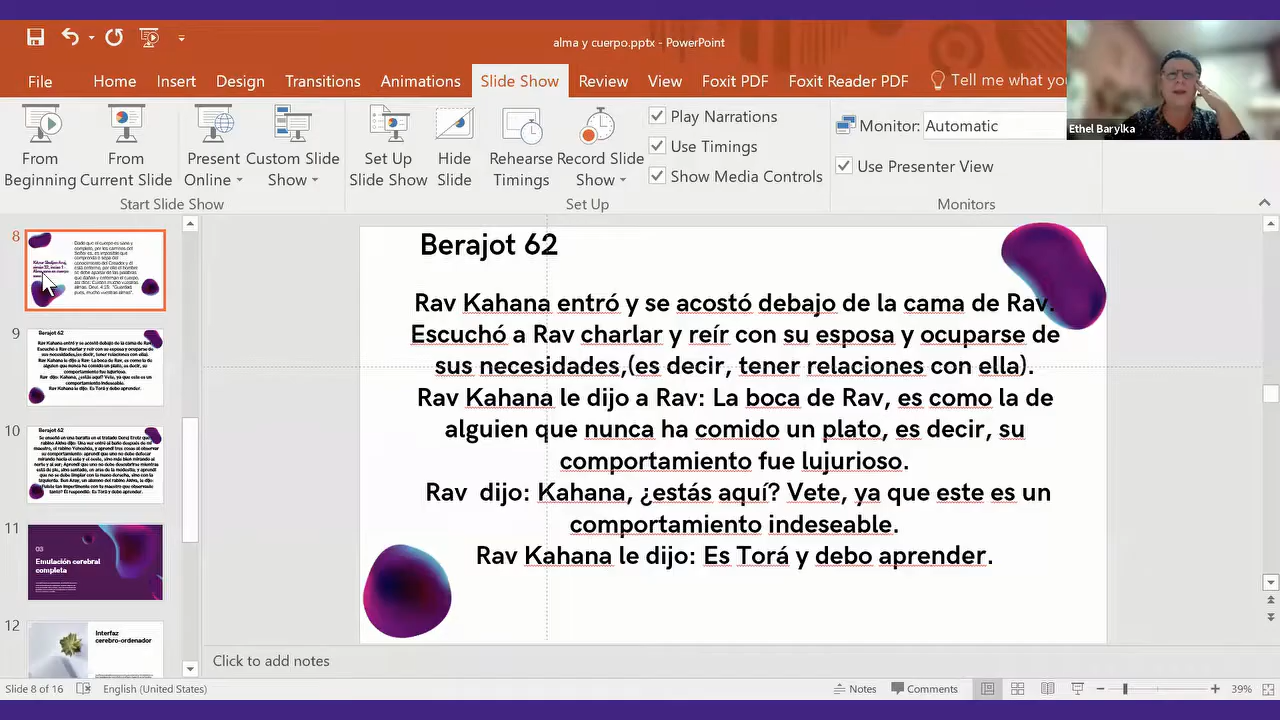 alma y cuerpo.pptx - PowerPoint
File Home Insert Design Transitions Animations Slide Show Review View Foxit PDF Foxit Reader PDF Tell me what you
From Beginning
From Current Slide
Present Online
Custom Slide Show
Start Slide Show
Set Up Slide Show
Hide Slide
Rehearse Timings
Record Slide Show
Play Narrations
Use Timings
Show Media Controls
Set Up
Monitor: Automatic
Use Presenter View
Monitors
Ethel Barylka
8
9
Berajot 62
10
Berajot 62
11
03
Emulación cerebral
completa
12
Interfaz
cerebro-ordenador
Berajot 62
Rav Kahana entró y se acostó debajo de la cama de Rav.
Escuchó a Rav charlar y reír con su esposa y ocuparse de
sus necesidades,(es decir, tener relaciones con ella).
Rav Kahana le dijo a Rav: La boca de Rav, es como la de
alguien que nunca ha comido un plato, es decir, su
comportamiento fue lujurioso.
Rav dijo: Kahana, ¿estás aquí? Vete, ya que este es un
comportamiento indeseable.
Rav Kahana le dijo: Es Torá y debo aprender.
Click to add notes
Slide 8 of 16 English (United States) Notes Comments 39%